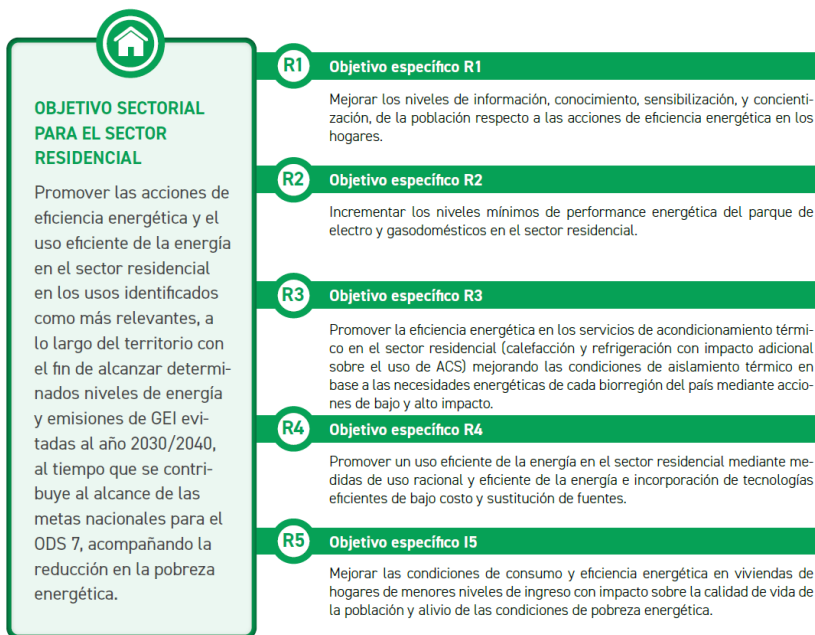 OBJETIVO SECTORIAL
PARA EL SECTOR
RESIDENCIAL
Promover las acciones de
eficiencia energética y el
uso eficiente de la energía
en el sector residencial
en los usos identificados
como más relevantes, a
lo largo del territorio con
el fin de alcanzar determi-
nados niveles de energía
y emisiones de GEI evi-
tadas al año 2030/2040,
al tiempo que se contri-
buye al alcance de las
metas nacionales para el
ODS 7, acompañando la
reducción en la pobreza
energética.
R1 Objetivo específico R1
Mejorar los niveles de información, conocimiento, sensibilización, y concienti-
zación, de la población respecto a las acciones de eficiencia energética en los
hogares.
R2 Objetivo específico R2
Incrementar los niveles mínimos de performance energética del parque de
electro y gasodomésticos en el sector residencial.
R3 Objetivo específico R3
Promover la eficiencia energética en los servicios de acondicionamiento térmi-
co en el sector residencial (calefacción y refrigeración con impacto adicional
sobre el uso de ACS) mejorando las condiciones de aislamiento térmico en
base a las necesidades energéticas de cada biorregión del país mediante accio-
nes de bajo y alto impacto.
R4 Objetivo específico R4
Promover un uso eficiente de la energía en el sector residencial mediante me-
didas de uso racional y eficiente de la energía e incorporación de tecnologías
eficientes de bajo costo y sustitución de fuentes.
R5 Objetivo específico I5
Mejorar las condiciones de consumo y eficiencia energética en viviendas de
hogares de menores niveles de ingreso con impacto sobre la calidad de vida de
la población y alivio de las condiciones de pobreza energética.